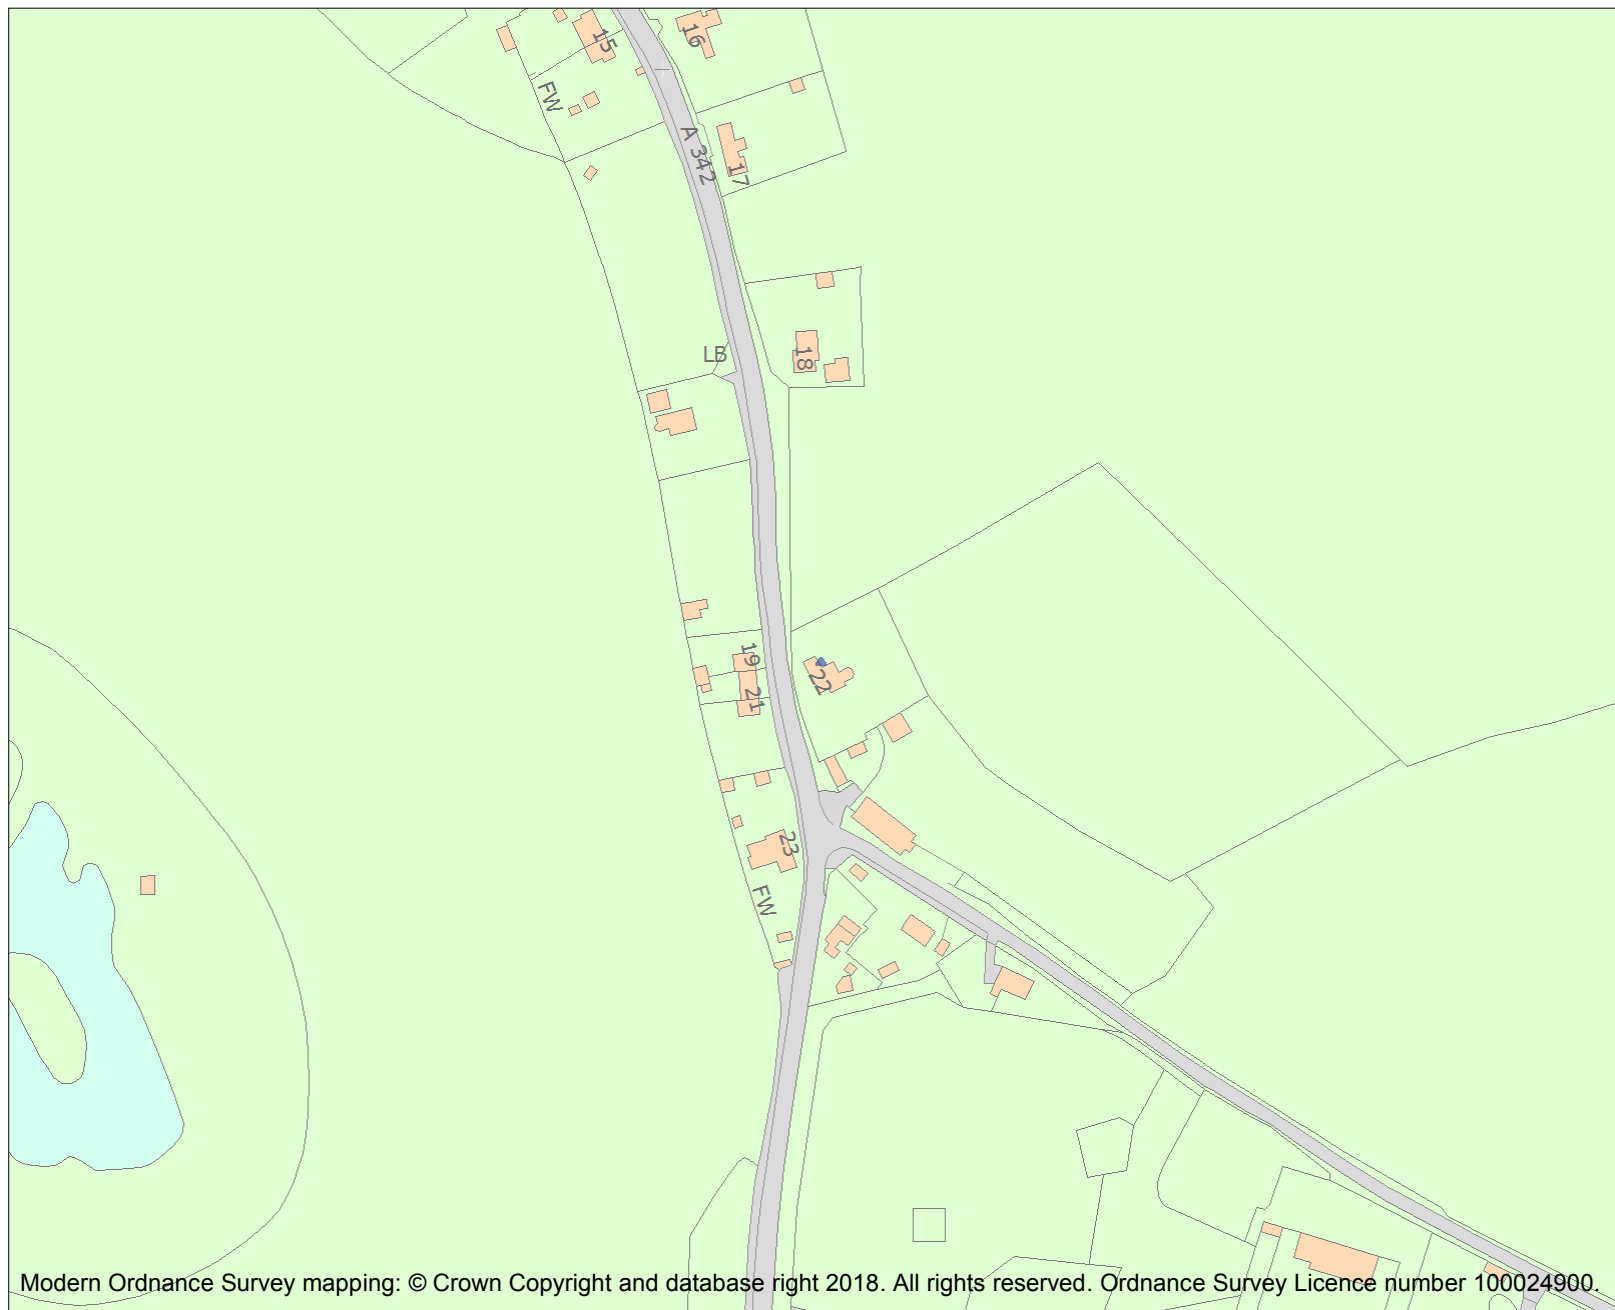 15
16
FW
A 342
17
LB
18
19
21
22
23
FW
Modern Ordnance Survey mapping: © Crown Copyright and database right 2018. All rights reserved. Ordnance Survey Licence number 100024900.